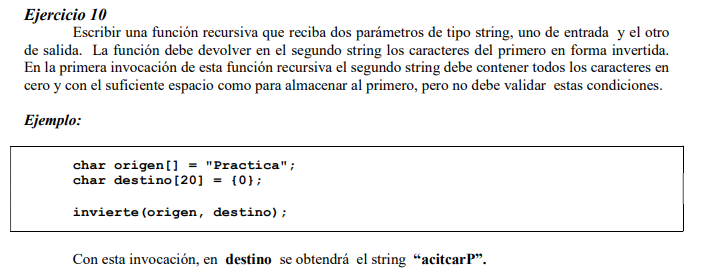 Ejercicio 10
Escribir una función recursiva que reciba dos parámetros de tipo string, uno de entrada y el otro
de salida. La función debe devolver en el segundo string los caracteres del primero en forma invertida.
En la primera invocación de esta función recursiva el segundo string debe contener todos los caracteres en
cero y con el suficiente espacio como para almacenar al primero, pero no debe validar estas condiciones.
Ejemplo:
char origen[] = "Practica";
char destino[20] = {0};
invierte(origen, destino);
Con esta invocación, en destino se obtendrá el string “acitcarP”.